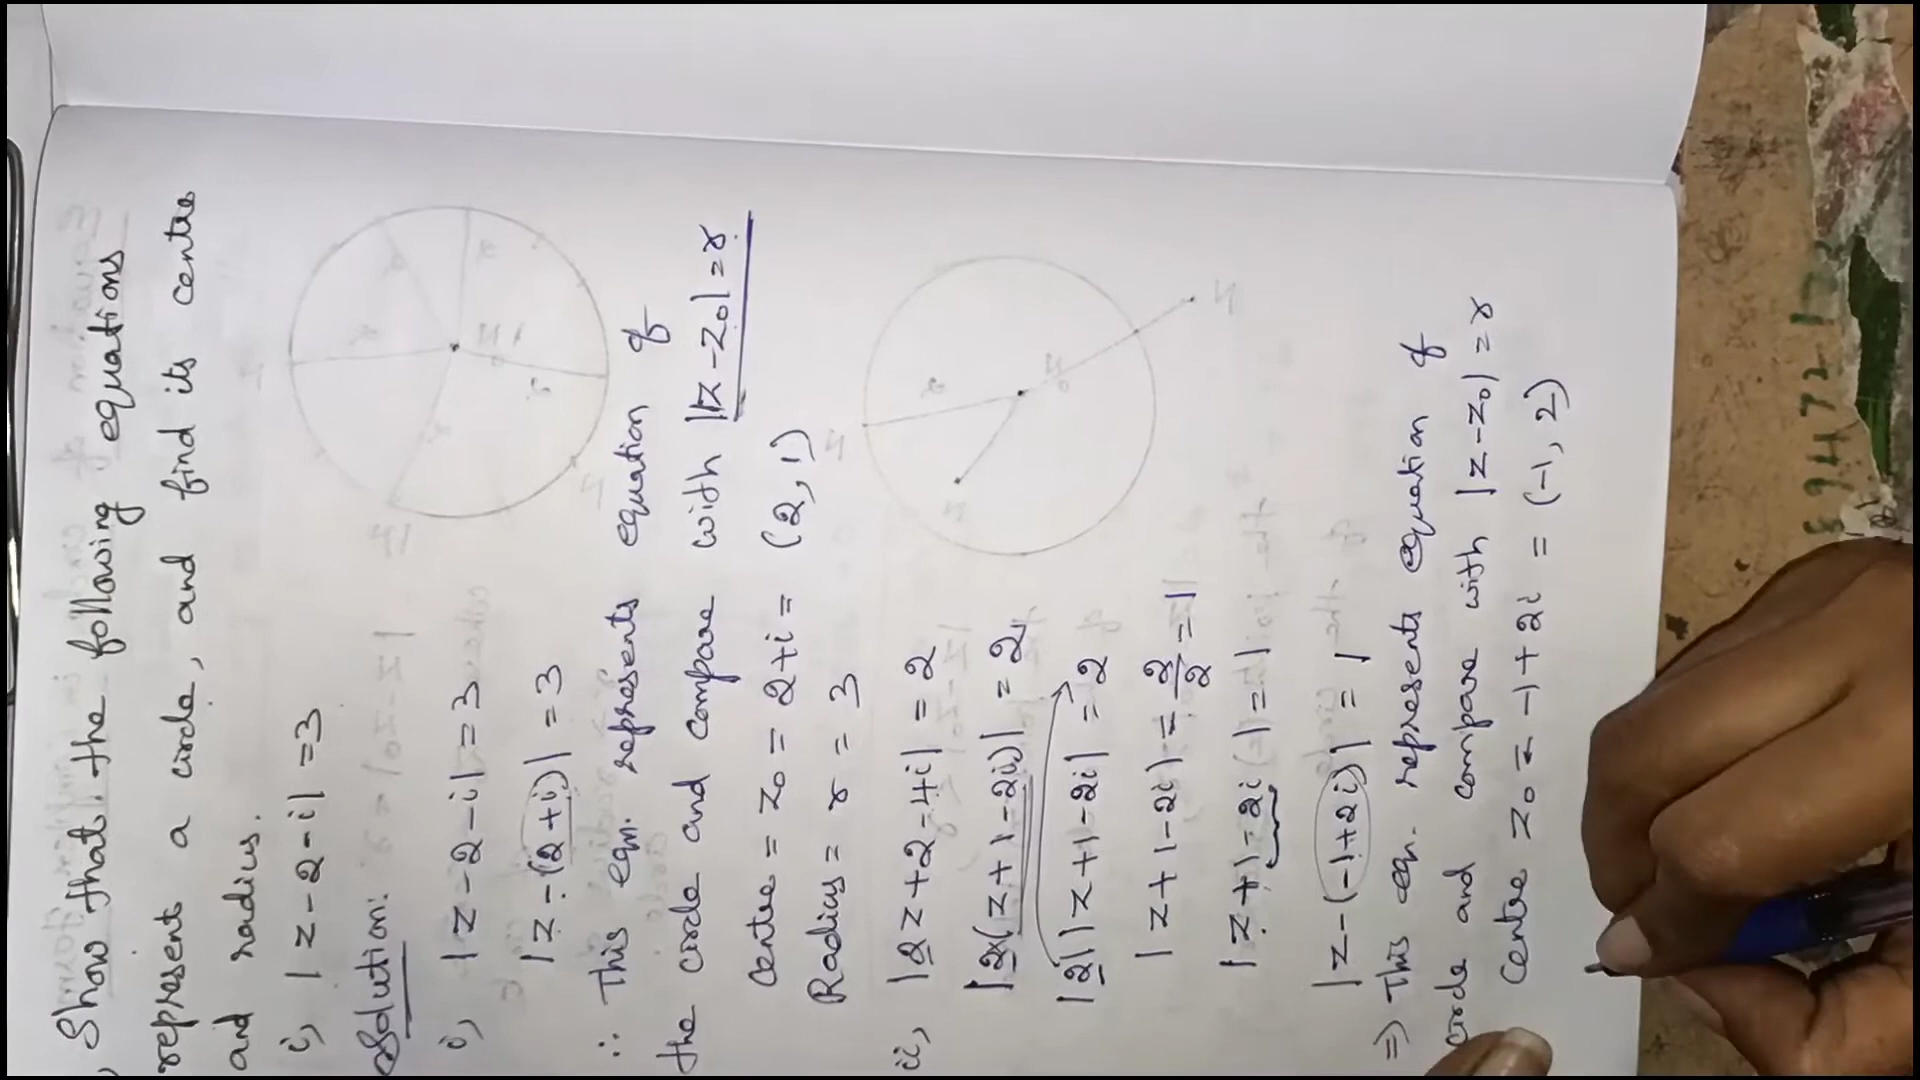 , Show that the following equations
represent a circle, and find its centre
and radius.
i, |z-2-i|=3
Solution:
i, |z-2-i|=3
|z-(2+i)|=3
∴ This eqn. represents equation of
the circle and compare with |z-z₀|=r
Centre = z₀ = 2+i = (2,1)
Radius = r = 3
ii, |2z+2-4i|=2
|2(z+1-2i)|=2
|2||z+1-2i|=2
|z+1-2i|=2/2=1
|z+1-2i|=1
|z-(-1+2i)|=1
⇒ This eqn. represents equation of
circle and compare with |z-z₀|=r
Centre z₀ = -1+2i = (-1,2)